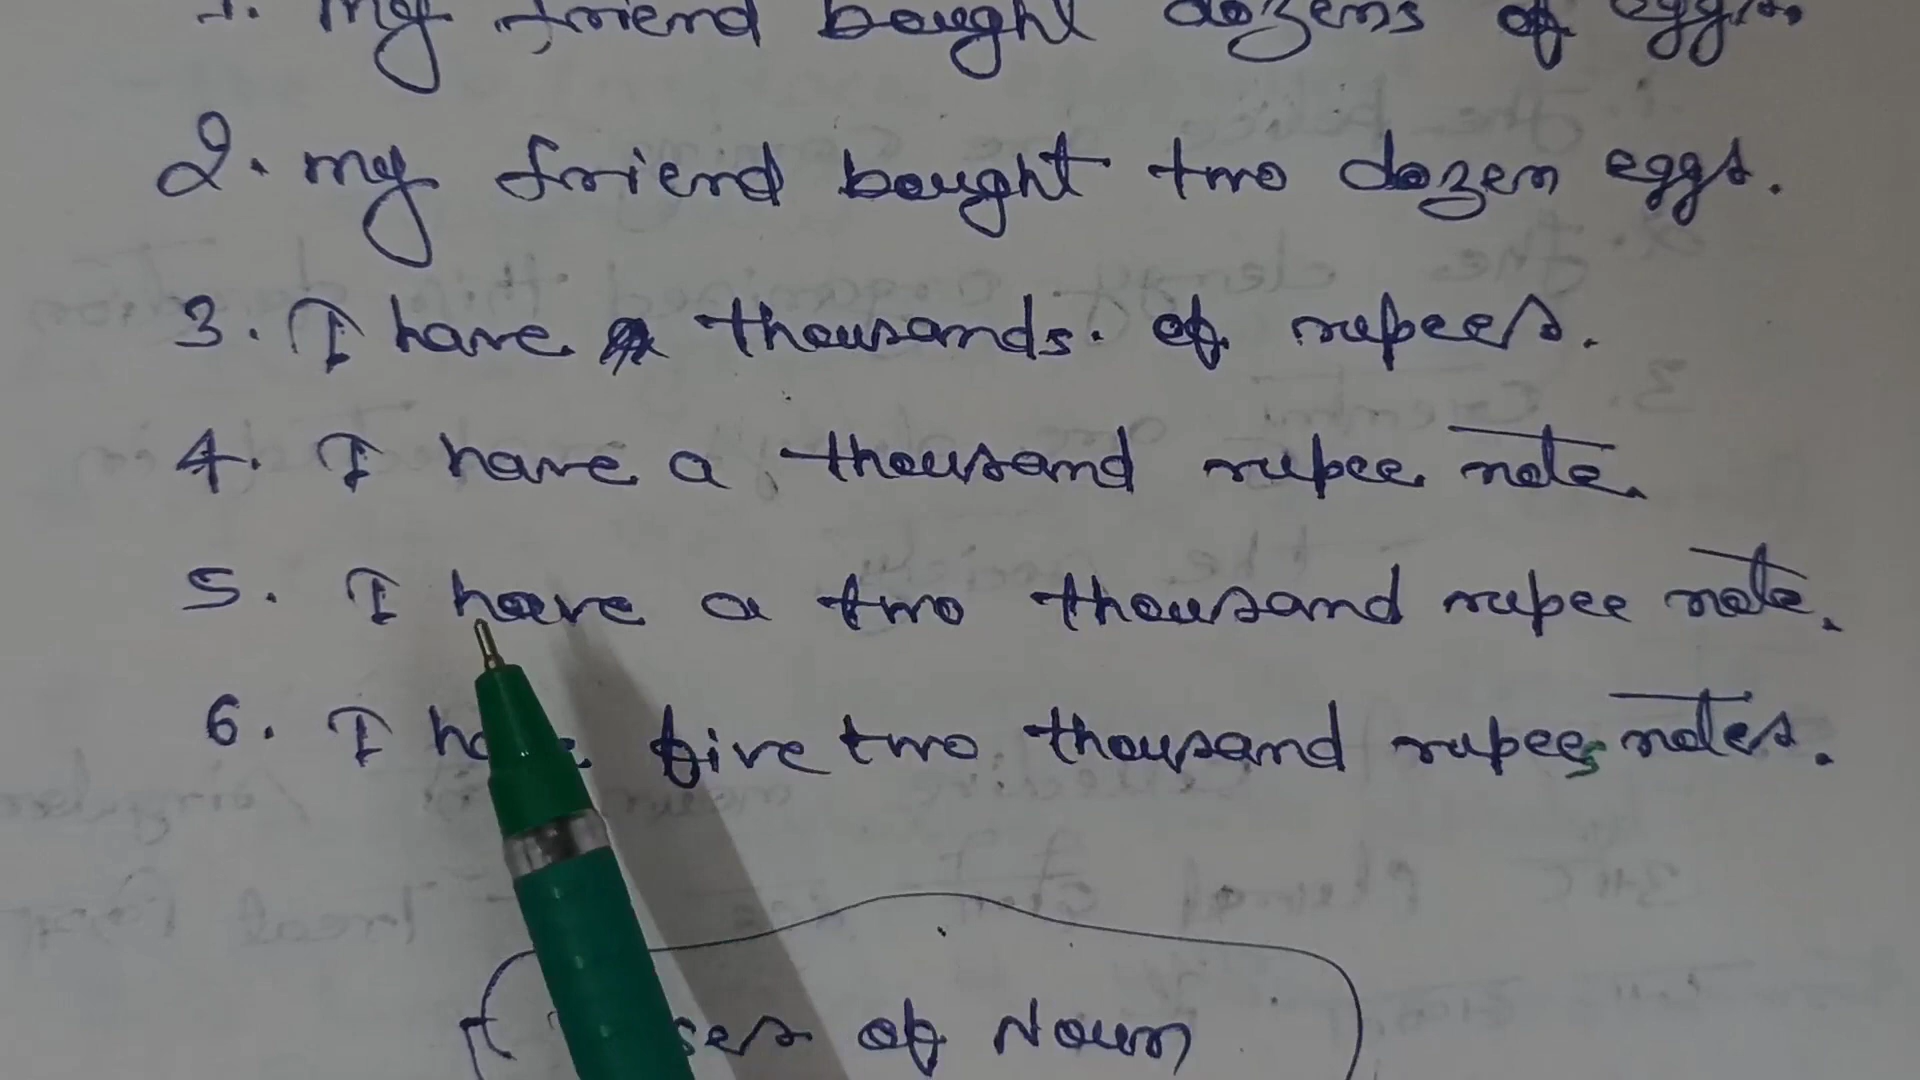 1. my friend bought dozens of eggs.
2. my friend bought two dozen eggs.
3. I have thousands. of rupees.
4. I have a thousand rupee note.
5. I have a two thousand rupee note.
6. I have five two thousand rupees notes.
of Noun